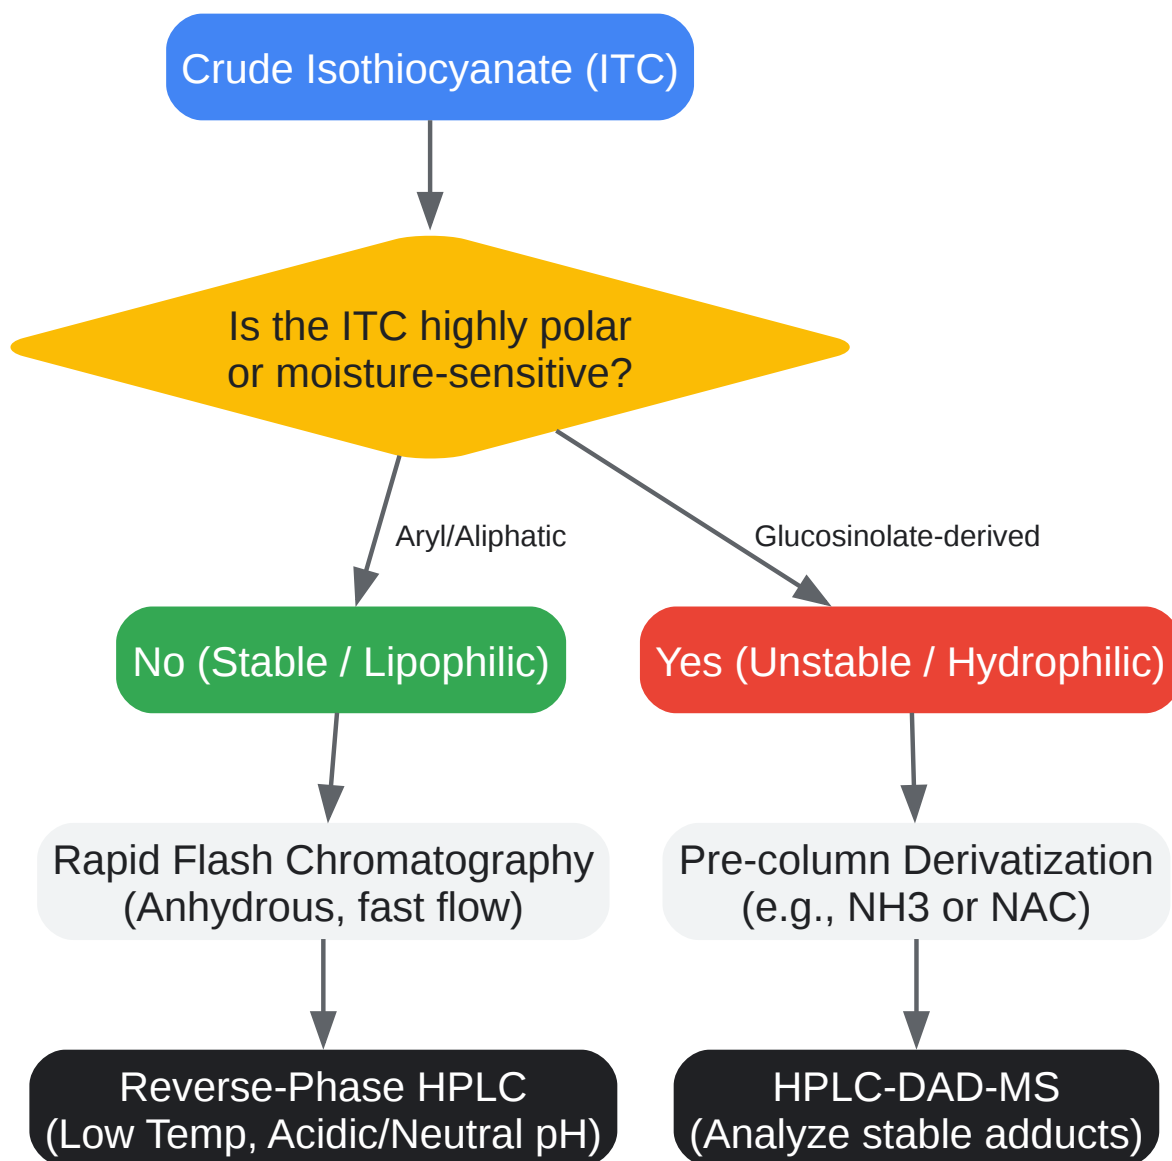 Crude Isothiocyanate (ITC)
Is the ITC highly polar
or moisture-sensitive?
Aryl/Aliphatic
Glucosinolate-derived
No (Stable / Lipophilic)
Yes (Unstable / Hydrophilic)
Rapid Flash Chromatography
(Anhydrous, fast flow)
Pre-column Derivatization
(e.g., NH3 or NAC)
Reverse-Phase HPLC
(Low Temp, Acidic/Neutral pH)
HPLC-DAD-MS
(Analyze stable adducts)